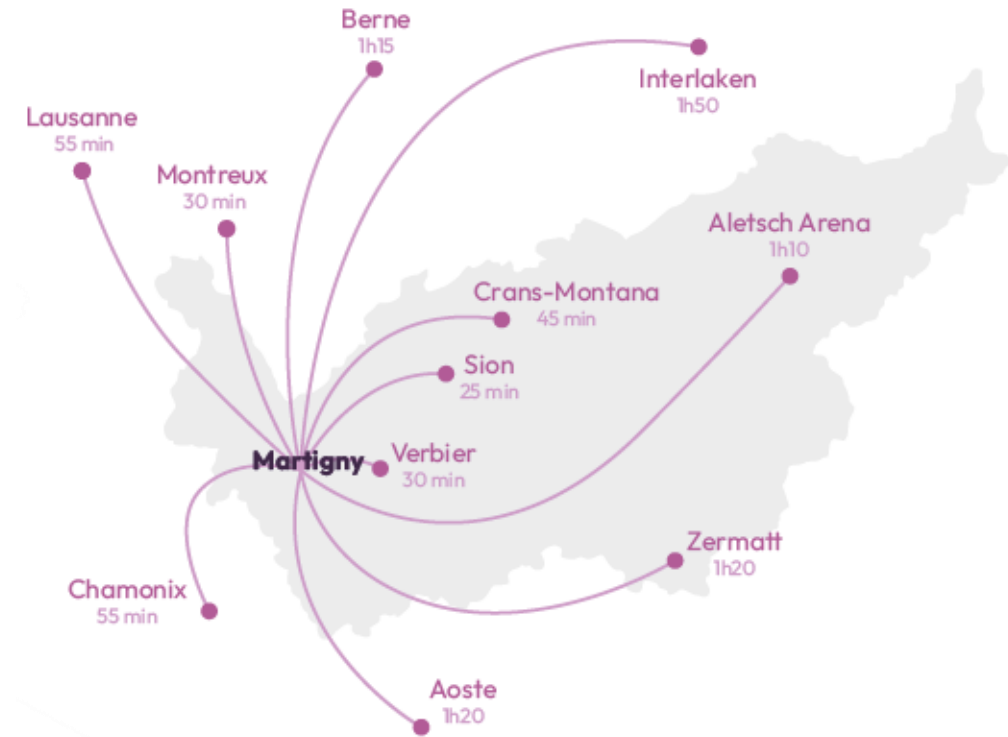 Berne
1h15
Interlaken
1h50
Lausanne
55 min
Montreux
30 min
Aletsch Arena
1h10
Crans-Montana
45 min
Sion
25 min
Martigny
Verbier
30 min
Zermatt
1h20
Chamonix
55 min
Aoste
1h20